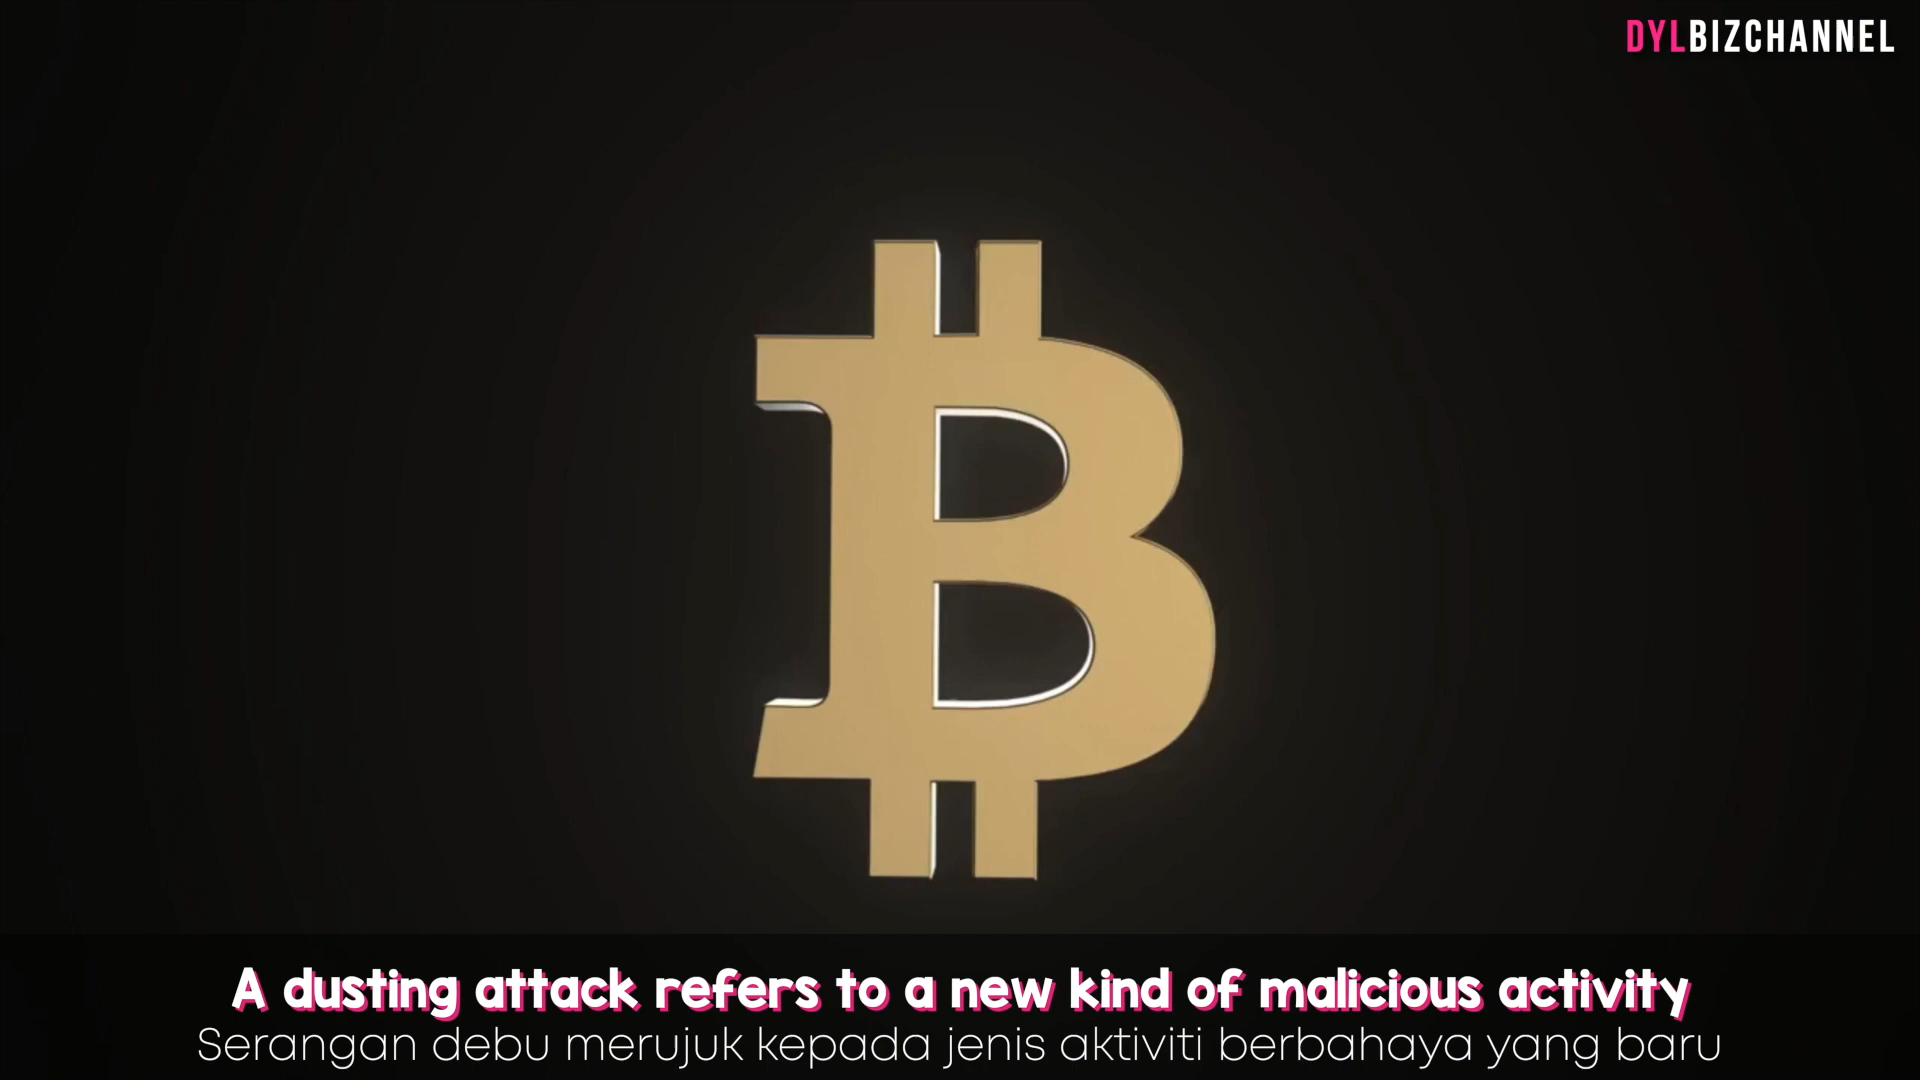 DYLBIZCHANNEL
A dusting attack refers to a new kind of malicious activity
Serangan debu merujuk kepada jenis aktiviti berbahaya yang baru